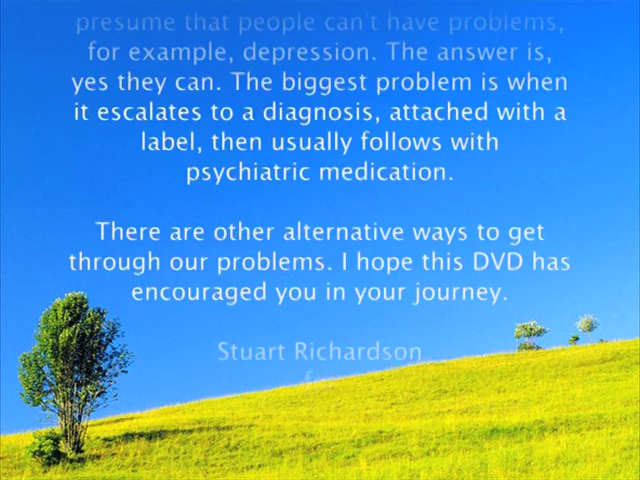 presume that people can't have problems,
for example, depression. The answer is,
yes they can. The biggest problem is when
it escalates to a diagnosis, attached with a
label, then usually follows with
psychiatric medication.
There are other alternative ways to get
through our problems. I hope this DVD has
encouraged you in your journey.
Stuart Richardson